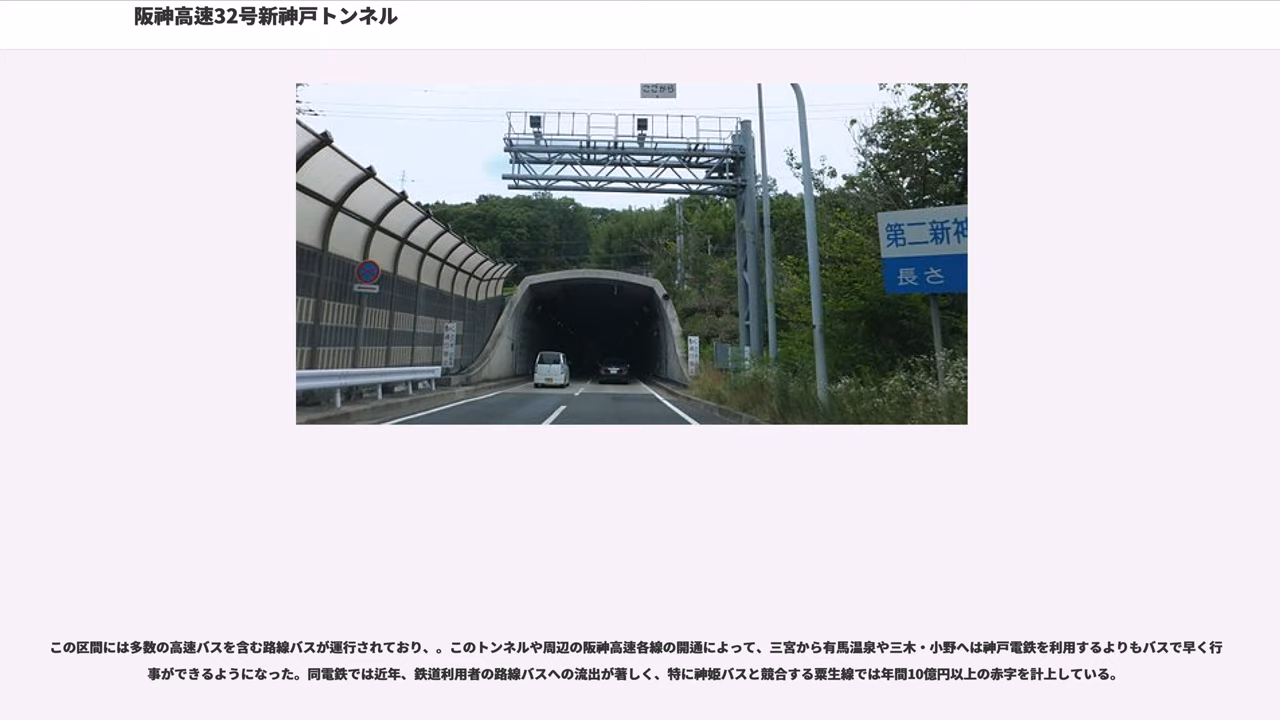 阪神高速32号新神戸トンネル
ここから
第二新神
長さ
この区間には多数の高速バスを含む路線バスが運行されており、。このトンネルや周辺の阪神高速各線の開通によって、三宮から有馬温泉や三木・小野へは神戸電鉄を利用するよりもバスで早く行
事ができるようになった。同電鉄では近年、鉄道利用者の路線バスへの流出が著しく、特に神姫バスと競合する粟生線では年間10億円以上の赤字を計上している。